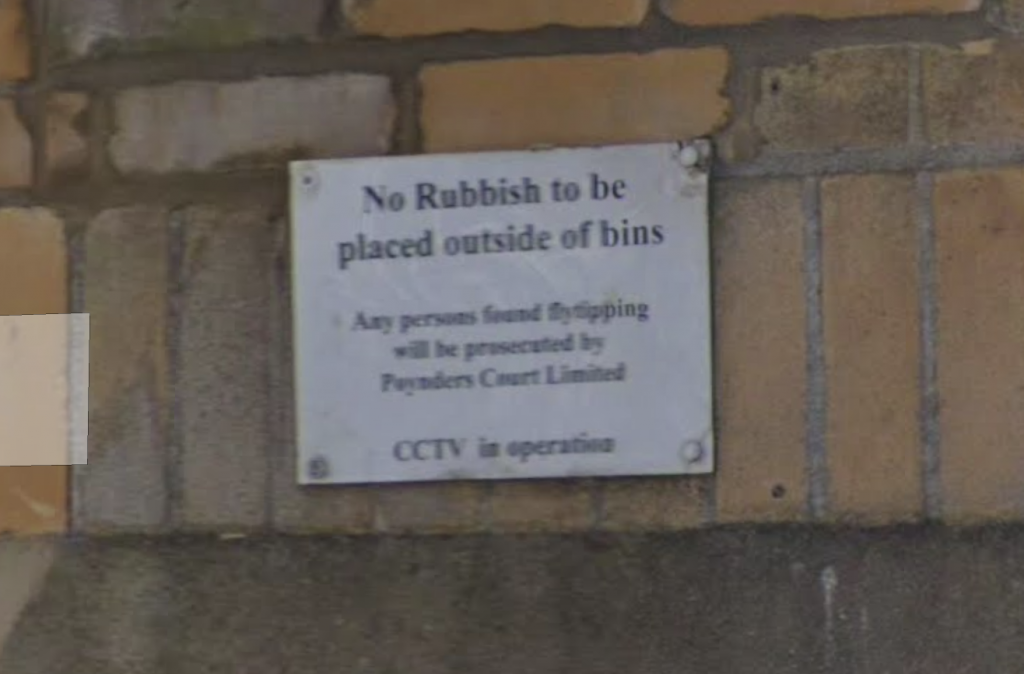 No Rubbish to be
placed outside of bins
Any persons found flytipping
will be prosecuted by
Poynders Court Limited
CCTV in operation